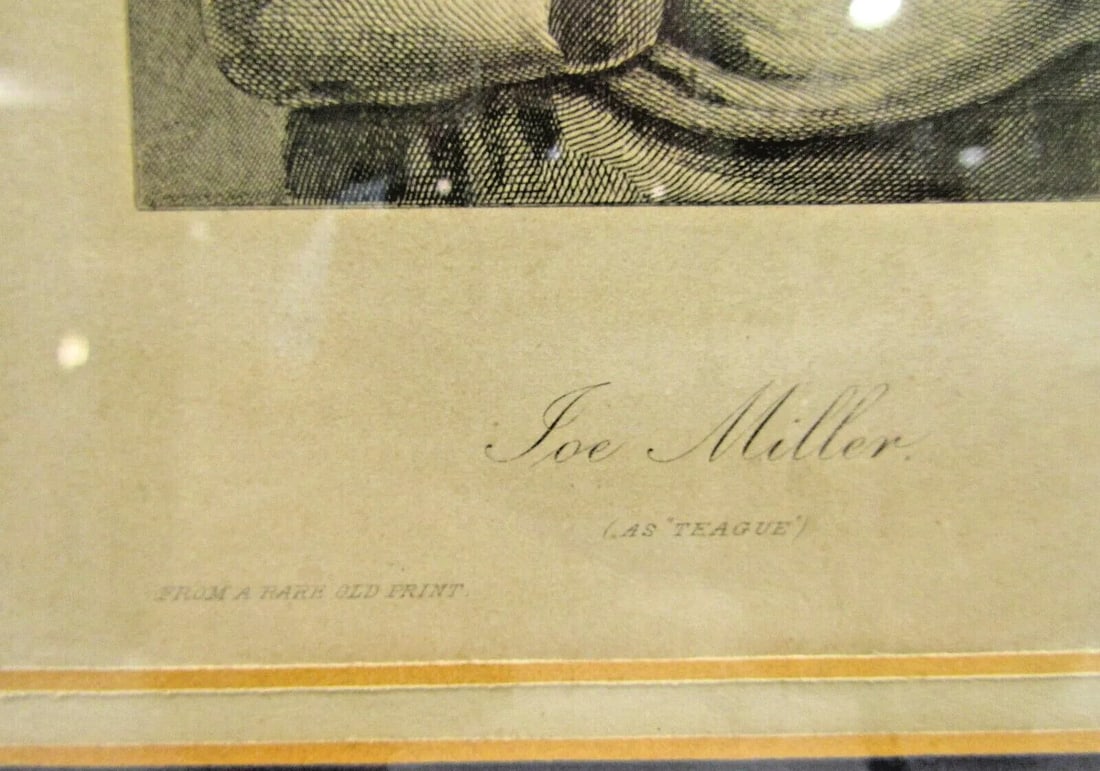 Joe Miller.
(AS 'TEAGUE')
FROM A RARE OLD PRINT.